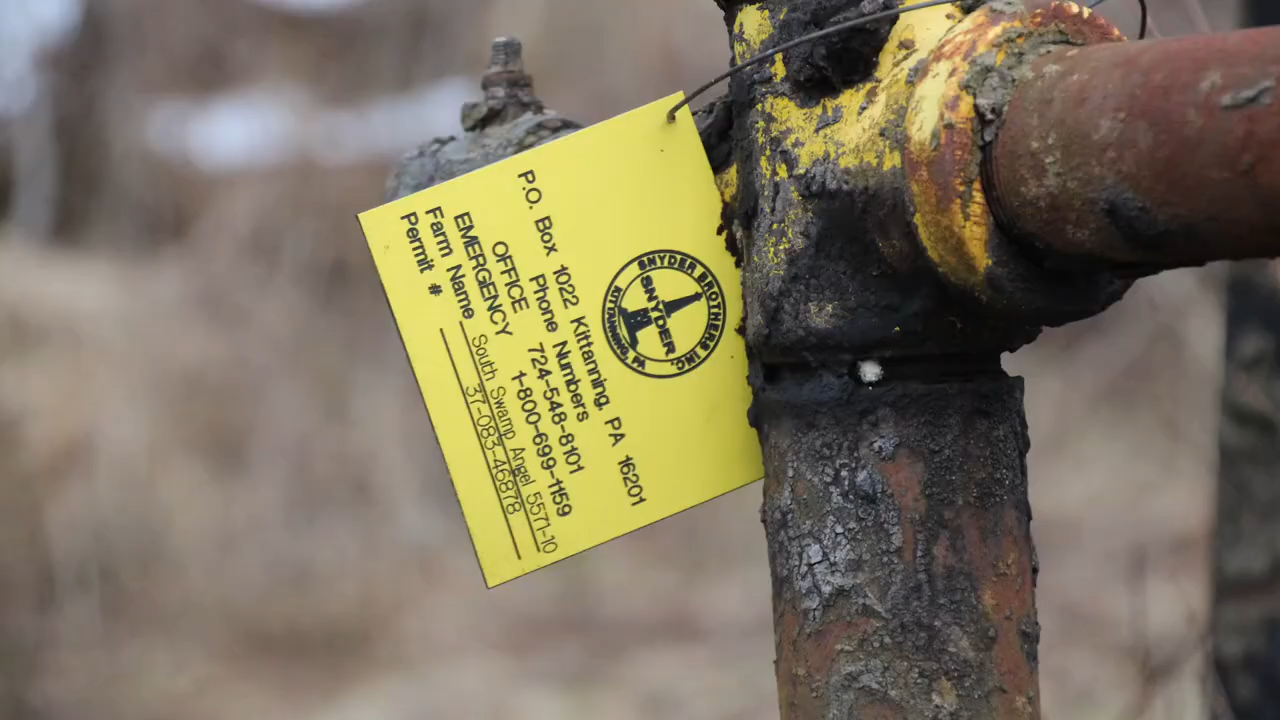 SNYDER BROTHERS INC.
SNYDER
KITTANNING, PA
P.O. Box 1022 Kittanning, PA 16201
Phone Numbers
OFFICE 724-548-8101
EMERGENCY 1-800-699-1159
Farm Name South Swamp Angel 5571-10
Permit # 37-083-46878